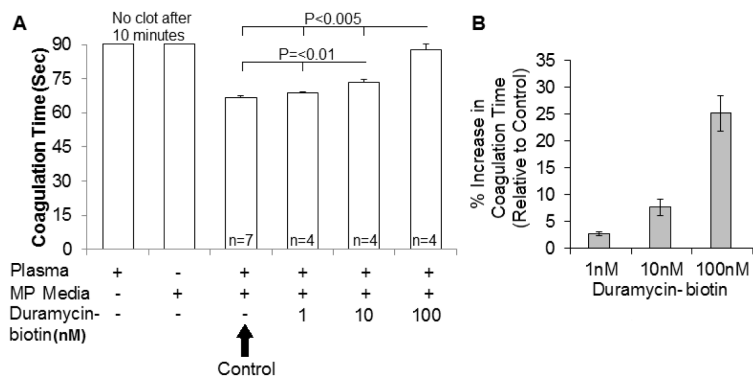 A
No clot after
10 minutes
P<0.005
P=<0.01
Coagulation Time (Sec)
90
75
60
45
30
15
0
n=7 n=4 n=4 n=4
Plasma + - + + + +
MP Media - + + + + +
Duramycin- - - - 1 10 100
biotin (nM)
Control
B
% Increase in
Coagulation Time
(Relative to Control)
35
30
25
20
15
10
5
0
1nM 10nM 100nM
Duramycin- biotin